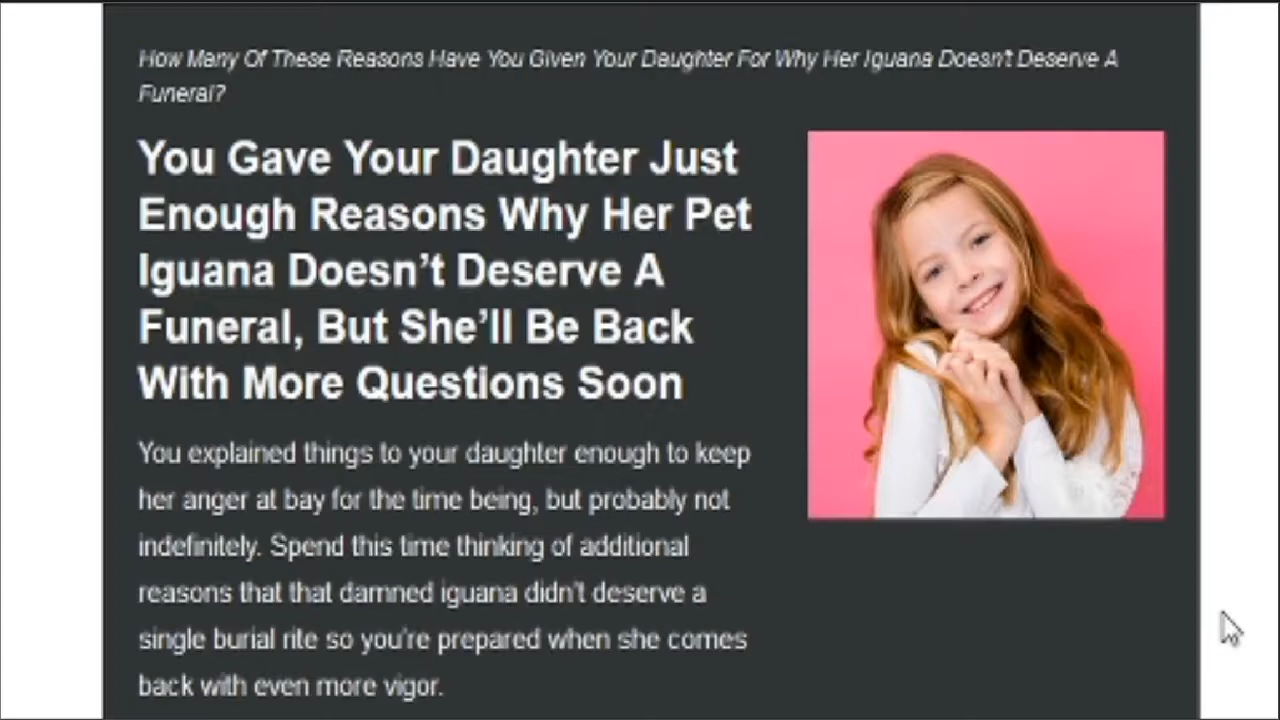 How Many Of These Reasons Have You Given Your Daughter For Why Her Iguana Doesn't Deserve A
Funeral?
You Gave Your Daughter Just
Enough Reasons Why Her Pet
Iguana Doesn’t Deserve A
Funeral, But She’ll Be Back
With More Questions Soon
You explained things to your daughter enough to keep
her anger at bay for the time being, but probably not
indefinitely. Spend this time thinking of additional
reasons that that damned iguana didn’t deserve a
single burial rite so you’re prepared when she comes
back with even more vigor.